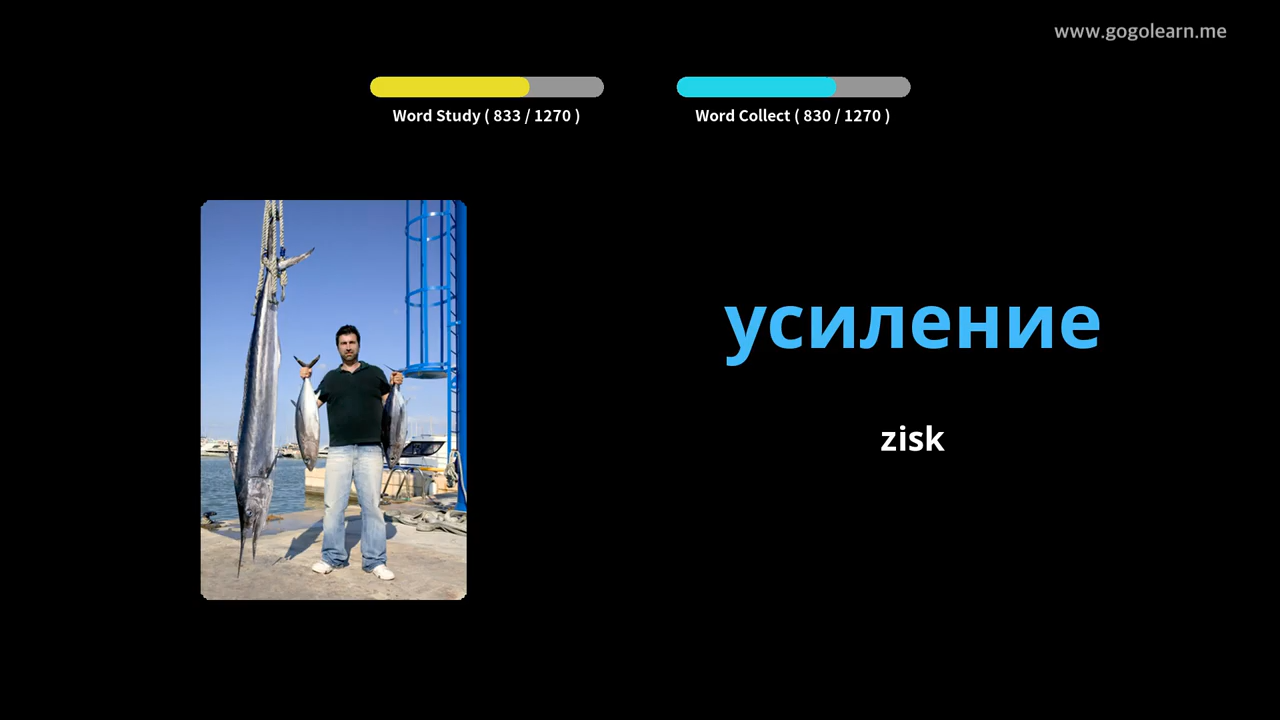 www.gogolearn.me
Word Study ( 833 / 1270 )
Word Collect ( 830 / 1270 )
усиление
zisk